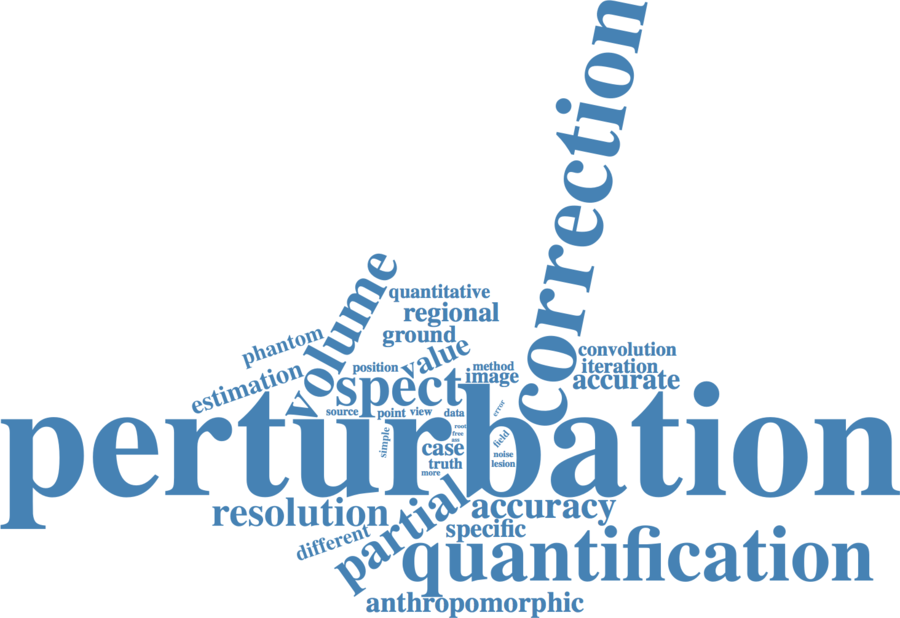 correction
volume
quantitative
regional
phantom
ground
value
convolution
estimation
position
method
iteration
spect
image
accurate
source
point
view
data
error
perturbation
simple
root
free
ass
field
case
noise
truth
lesion
more
partial
resolution
accuracy
specific
different
quantification
anthropomorphic